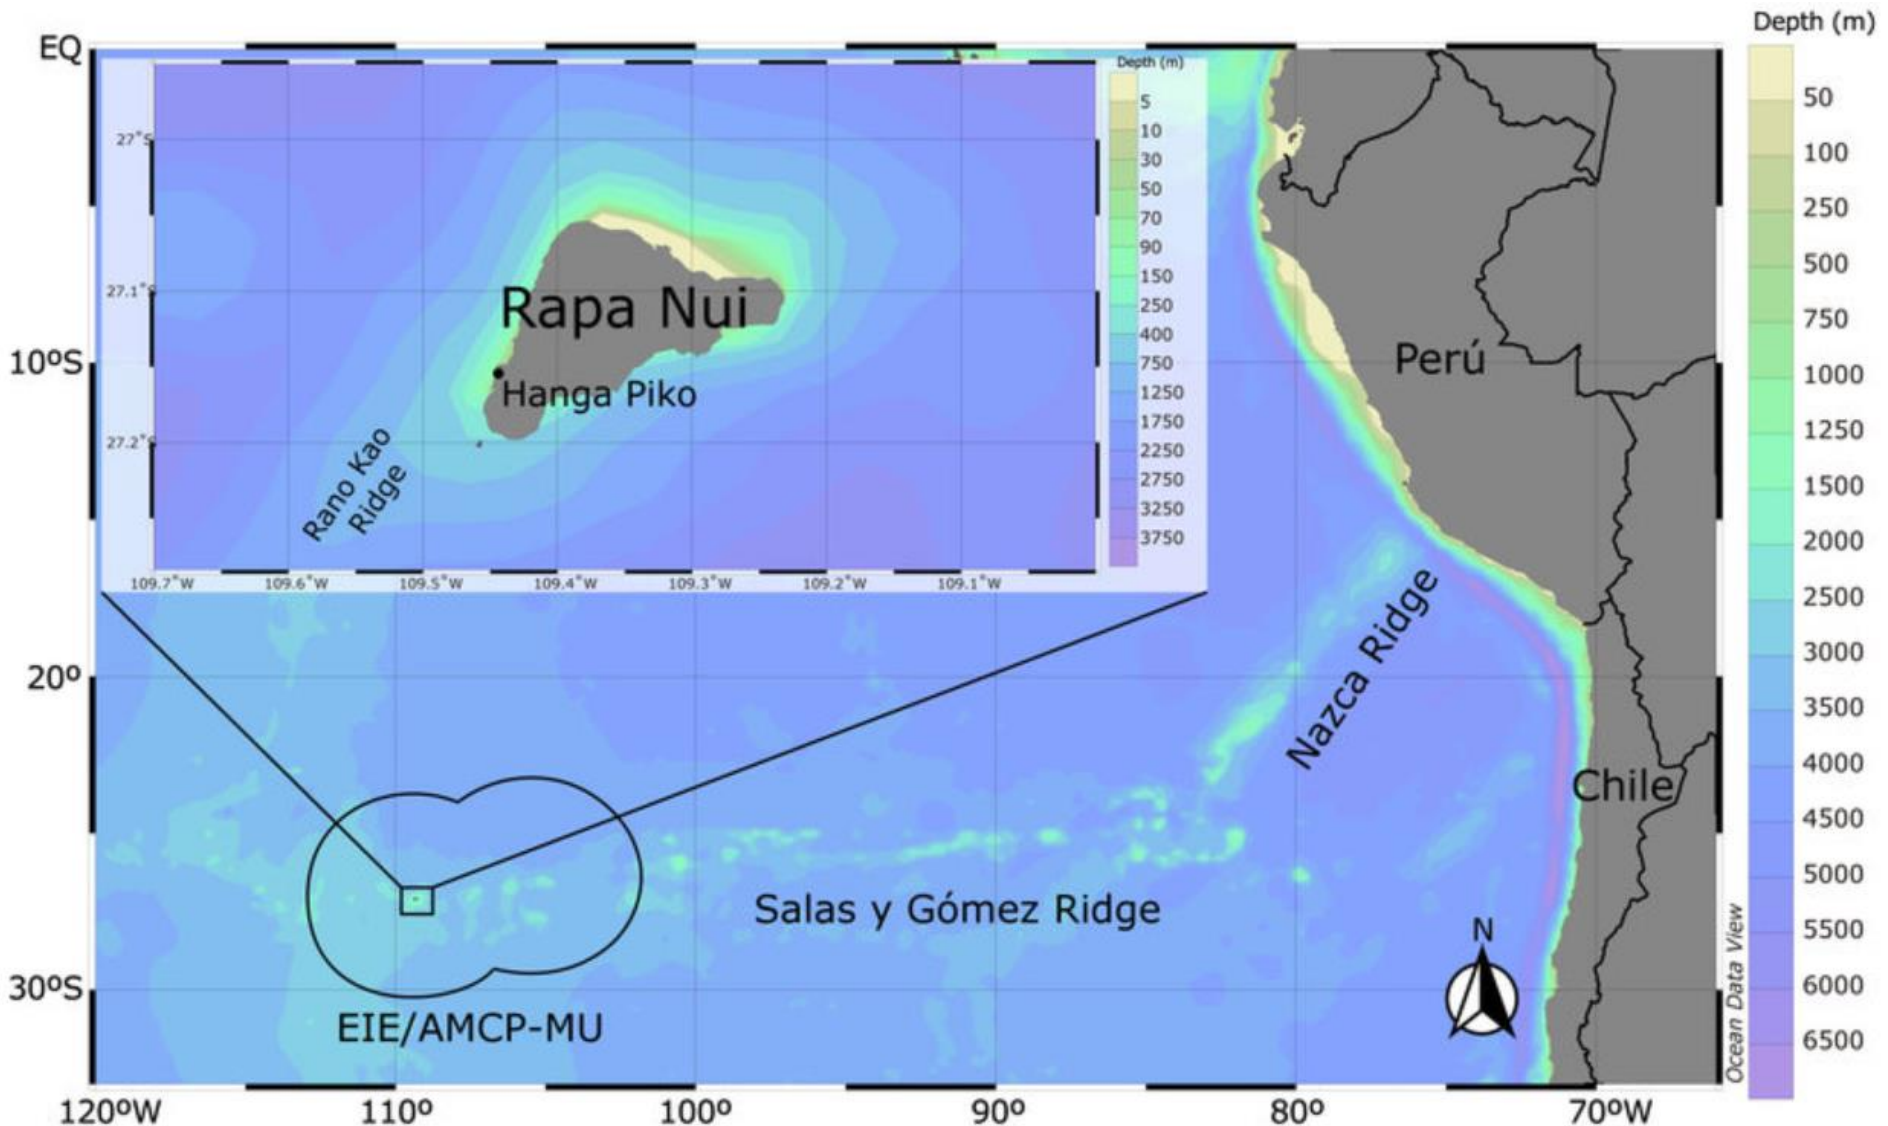 Depth (m)
EQ
Depth (m)
50
5
27°S
100
10
30
250
50
70
500
90
150
750
27.1°S
Rapa Nui
250
400
10°S
Perú
1000
750
Hanga Piko
1250
1250
1750
27.2°S
2250
1500
Rano Kao
Ridge
2750
3250
2000
3750
109.7°W
109.6°W
109.5°W
109.4°W
109.3°W
109.2°W
109.1°W
2500
Nazca Ridge
3000
20º
3500
4000
Chile
4500
5000
Salas y Gómez Ridge
N
5500
30ºS
6000
EIE/AMCP-MU
6500
Ocean Data View
120ºW
110º
100º
90º
80º
70ºW